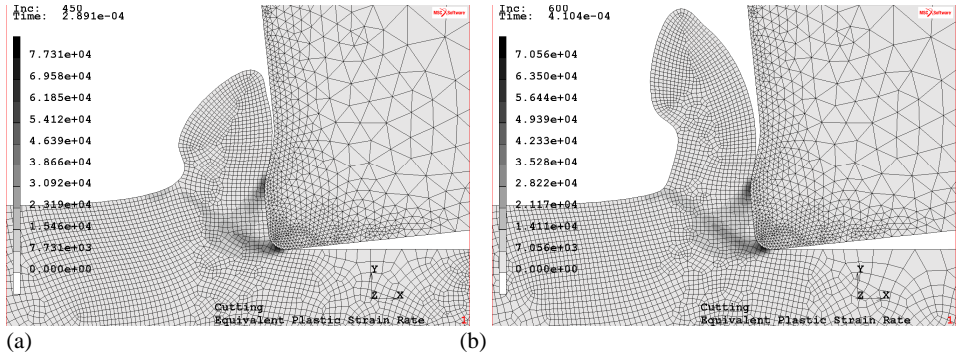 Inc: 450
Time: 2.891e-04
MSC Software
7.731e+04
6.958e+04
6.185e+04
5.412e+04
4.639e+04
3.866e+04
3.092e+04
2.319e+04
1.546e+04
7.731e+03
0.000e+00
Y
Z X
Cutting
Equivalent Plastic Strain Rate 1
(a)
Inc: 600
Time: 4.104e-04
MSC Software
7.056e+04
6.350e+04
5.644e+04
4.939e+04
4.233e+04
3.528e+04
2.822e+04
2.117e+04
1.411e+04
7.056e+03
0.000e+00
Y
Z X
Cutting
Equivalent Plastic Strain Rate 1
(b)